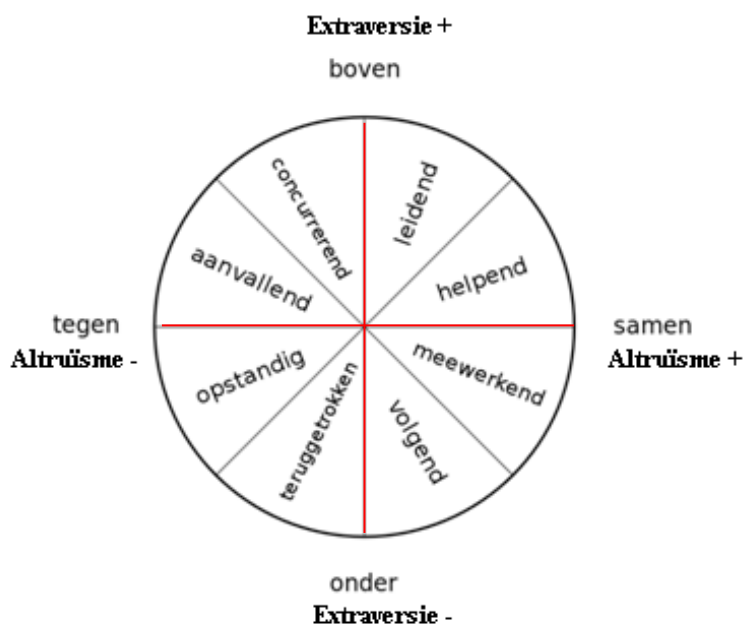 Extraversie +
boven
concurrerend
leidend
aanvallend
helpend
tegen
samen
Altruïsme -
Altruïsme +
opstandig
meewerkend
teruggetrokken
volgend
onder
Extraversie -